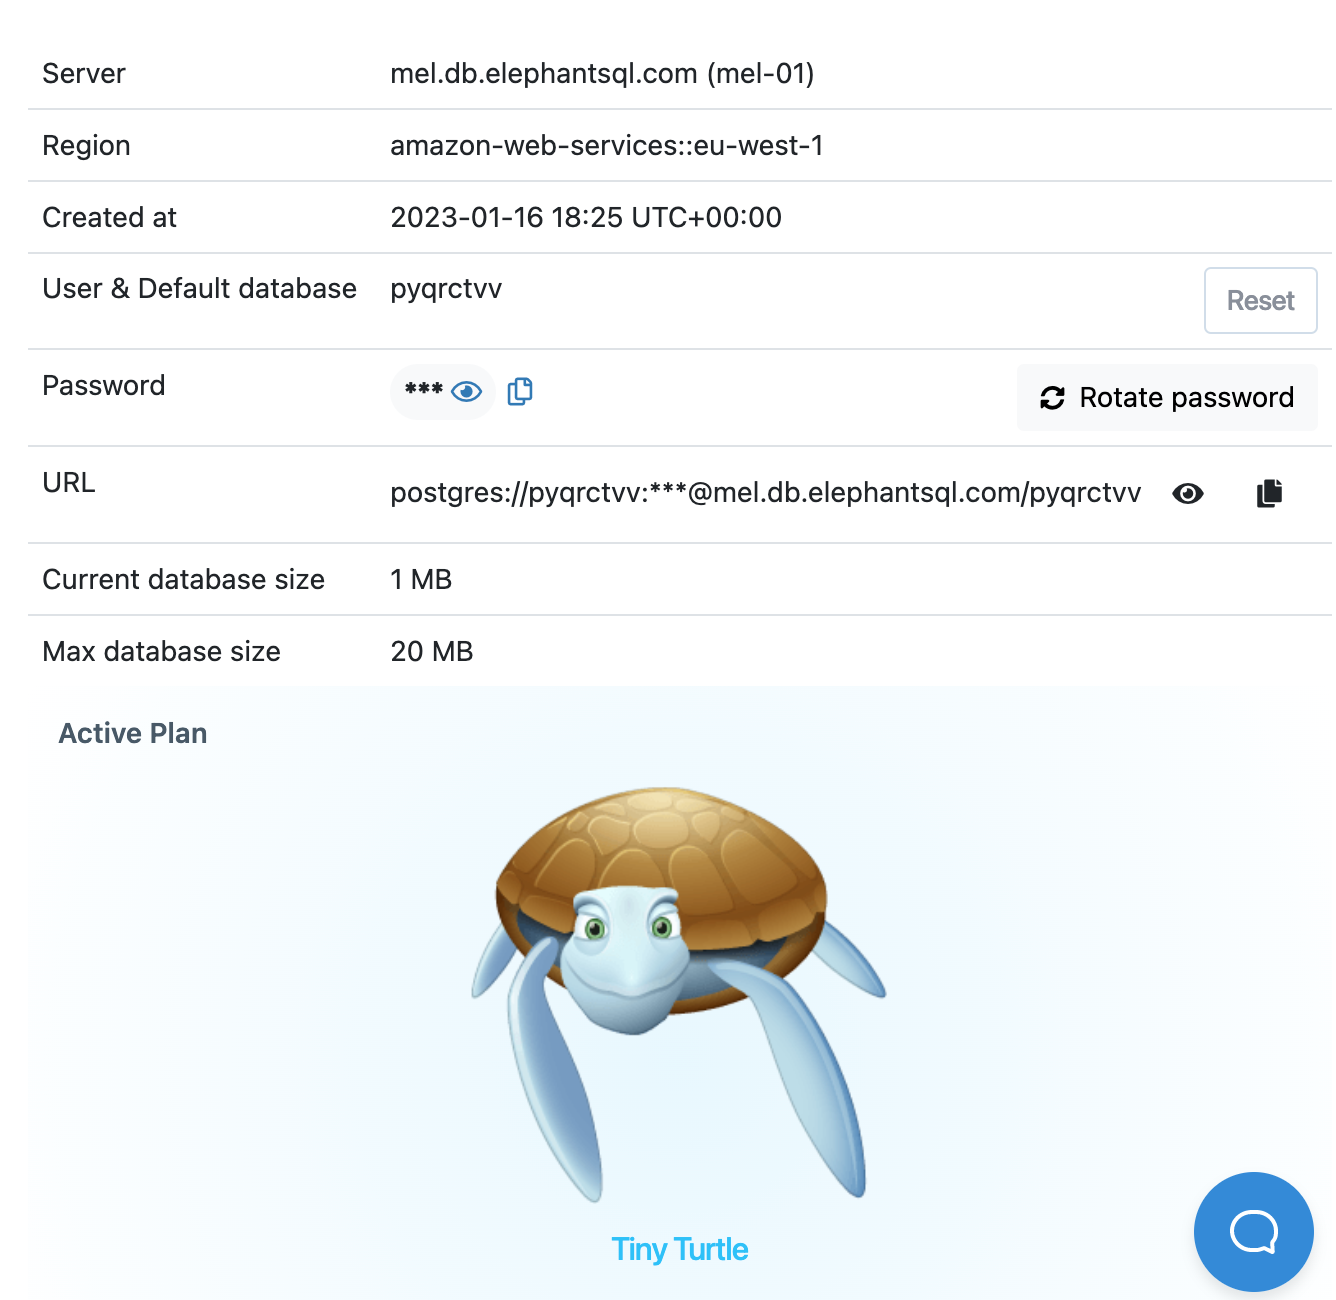 Server mel.db.elephantsql.com (mel-01)
Region amazon-web-services::eu-west-1
Created at 2023-01-16 18:25 UTC+00:00
User & Default database pyqrctvv Reset
Password *** Rotate password
URL postgres://pyqrctvv:***@mel.db.elephantsql.com/pyqrctvv
Current database size 1 MB
Max database size 20 MB
Active Plan
Tiny Turtle